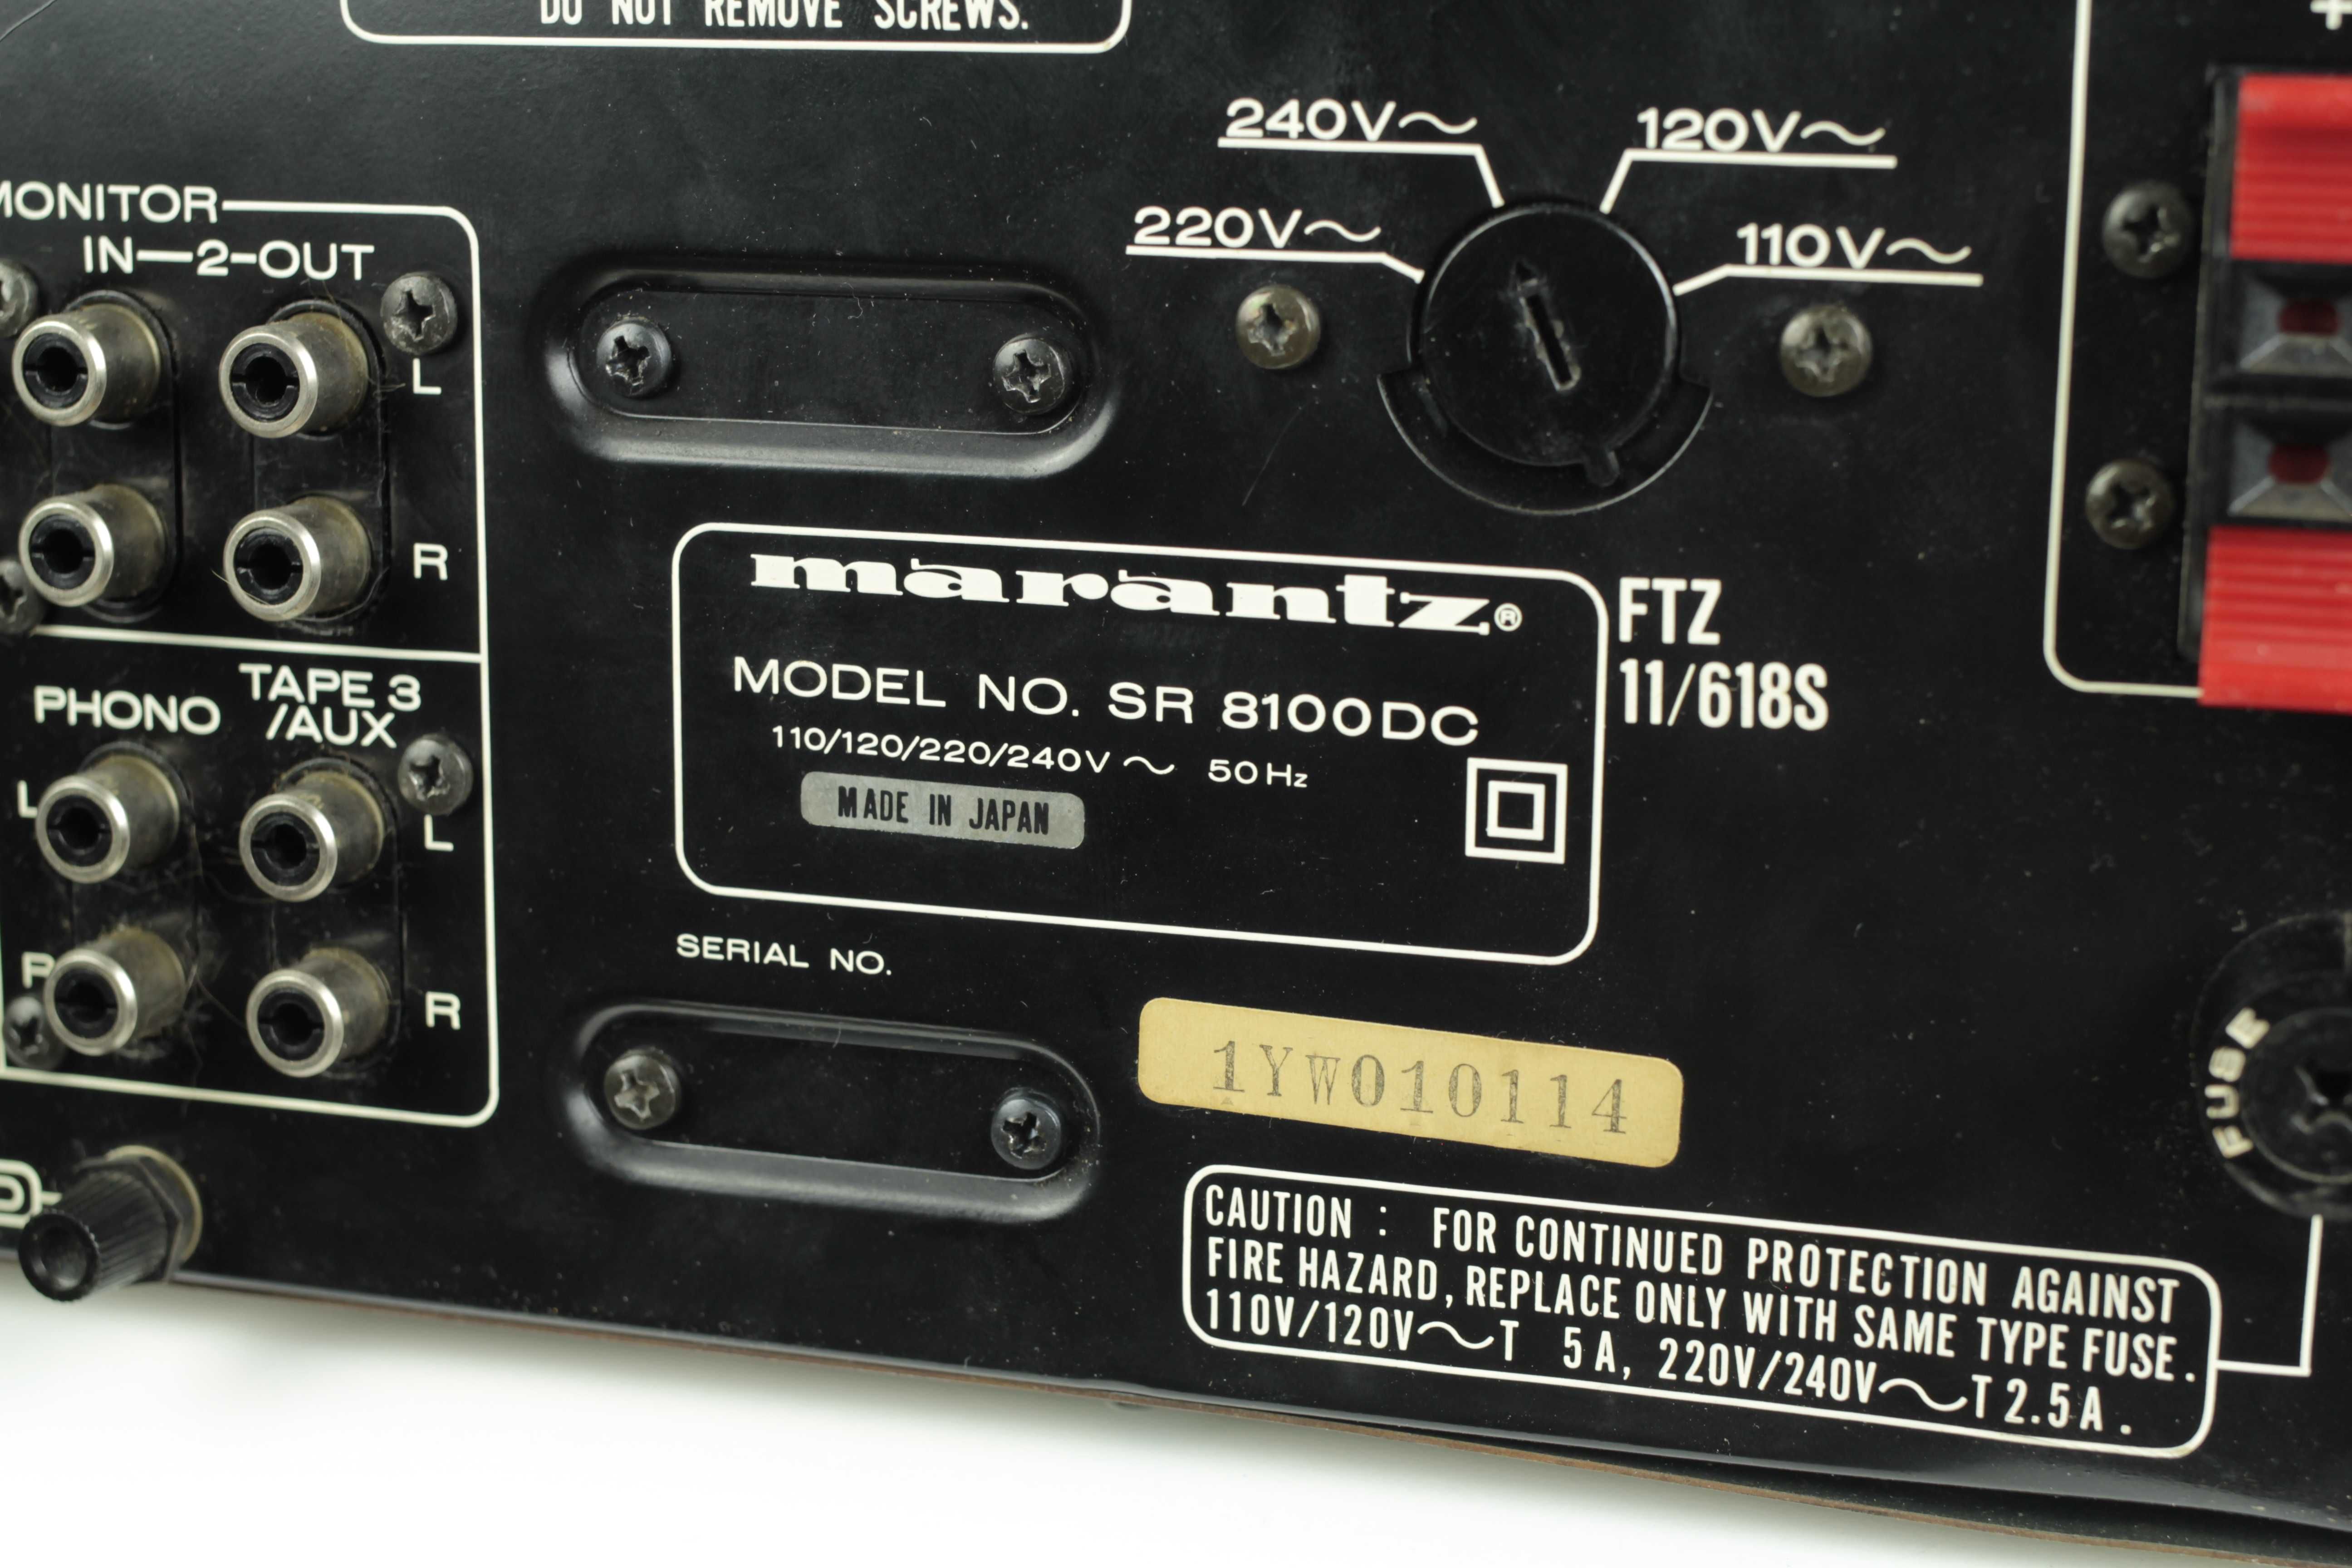 DO NOT REMOVE SCREWS.
240V~
120V~
220V~
110V~
MONITOR
IN—2-OUT
L
R
PHONO
TAPE 3
/AUX
L
L
R
R
marantz®
MODEL NO. SR 8100DC
110/120/220/240V ~ 50Hz
MADE IN JAPAN
FTZ
11/618S
SERIAL NO.
1YW010114
FUSE
CAUTION : FOR CONTINUED PROTECTION AGAINST
FIRE HAZARD, REPLACE ONLY WITH SAME TYPE FUSE.
110V/120V~T 5A, 220V/240V~T2.5A.
+